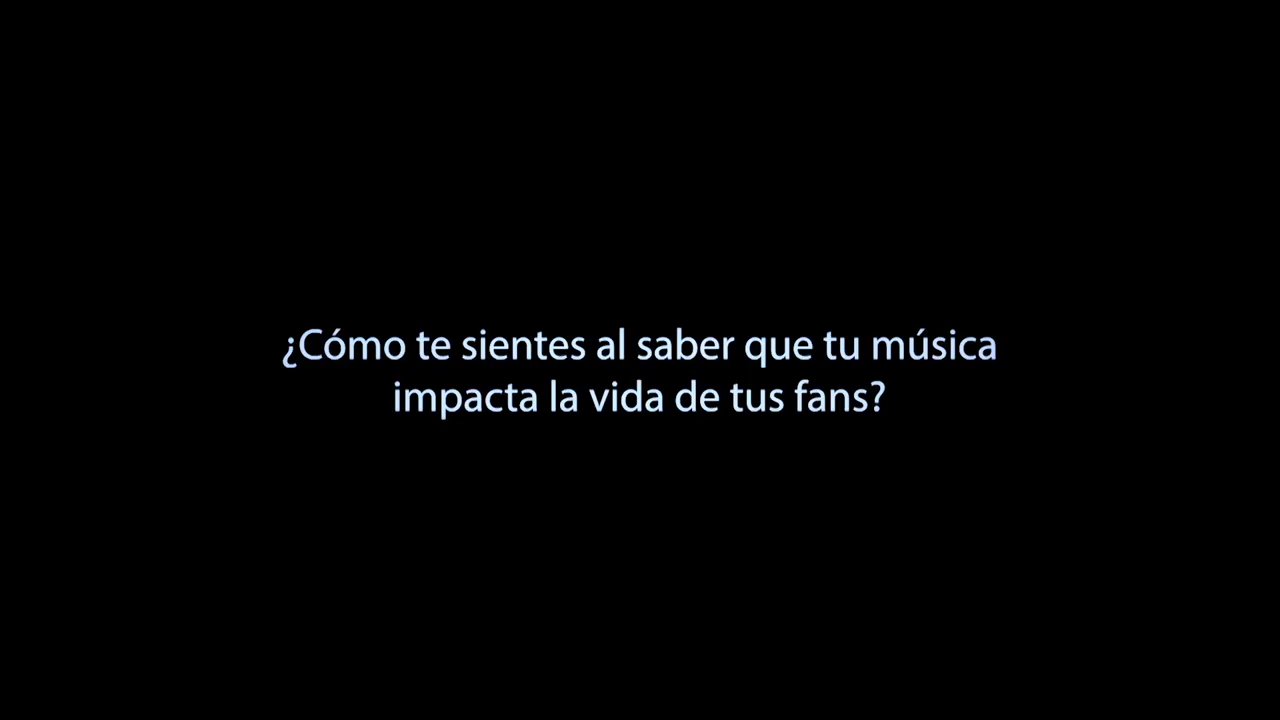 ¿Cómo te sientes al saber que tu música
impacta la vida de tus fans?